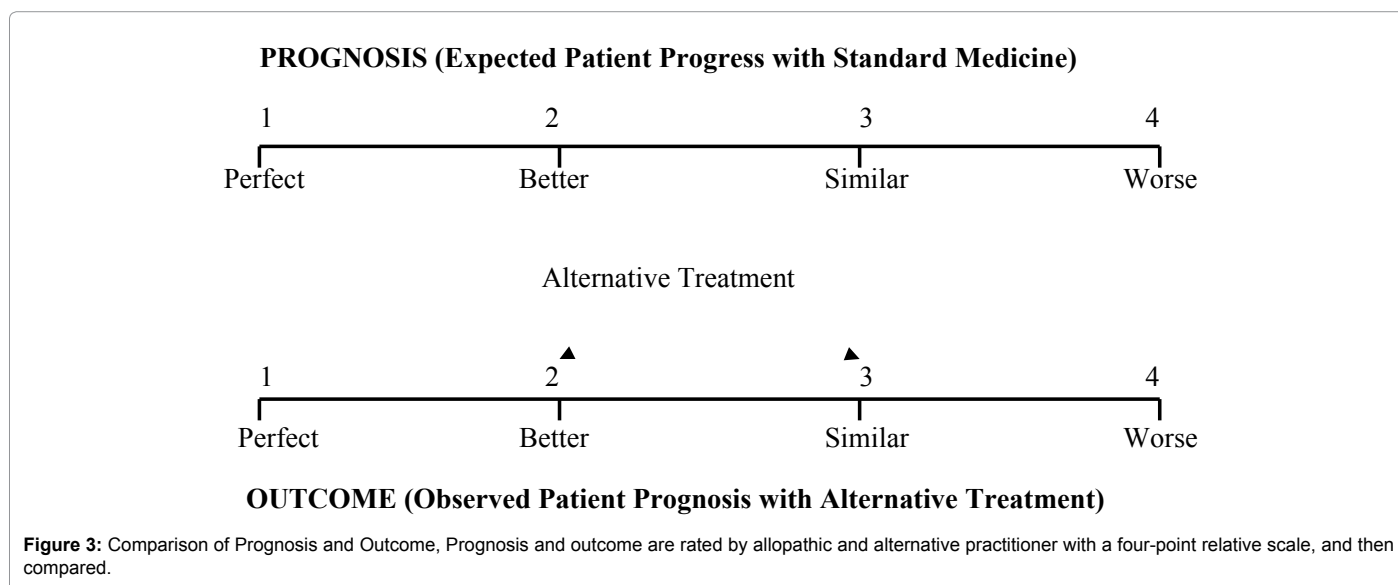 PROGNOSIS (Expected Patient Progress with Standard Medicine)
1 2 3 4
Perfect Better Similar Worse
Alternative Treatment
1 2 3 4
Perfect Better Similar Worse
OUTCOME (Observed Patient Prognosis with Alternative Treatment)
Figure 3: Comparison of Prognosis and Outcome, Prognosis and outcome are rated by allopathic and alternative practitioner with a four-point relative scale, and then
compared.